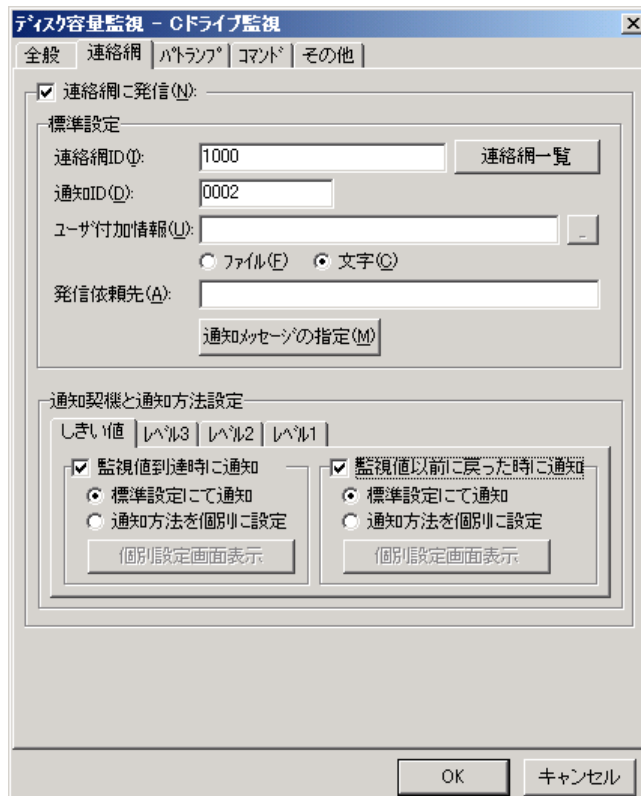 ﾃﾞｨｽｸ容量監視 － Cドライブ監視
全般 連絡網 ﾊﾟﾄﾗﾝﾌﾟ ｺﾏﾝﾄﾞ その他
連絡網に発信(N):
標準設定
連絡網ID(I): 1000 連絡網一覧
通知ID(D): 0002
ﾕｰｻﾞ付加情報(U): _
ﾌｧｲﾙ(F) 文字(C)
発信依頼先(A):
通知ﾒｯｾｰｼﾞの指定(M)
通知契機と通知方法設定
しきい値 ﾚﾍﾞﾙ3 ﾚﾍﾞﾙ2 ﾚﾍﾞﾙ1
監視値到達時に通知 監視値以前に戻った時に通知
標準設定にて通知 標準設定にて通知
通知方法を個別に設定 通知方法を個別に設定
個別設定画面表示 個別設定画面表示
OK キャンセル